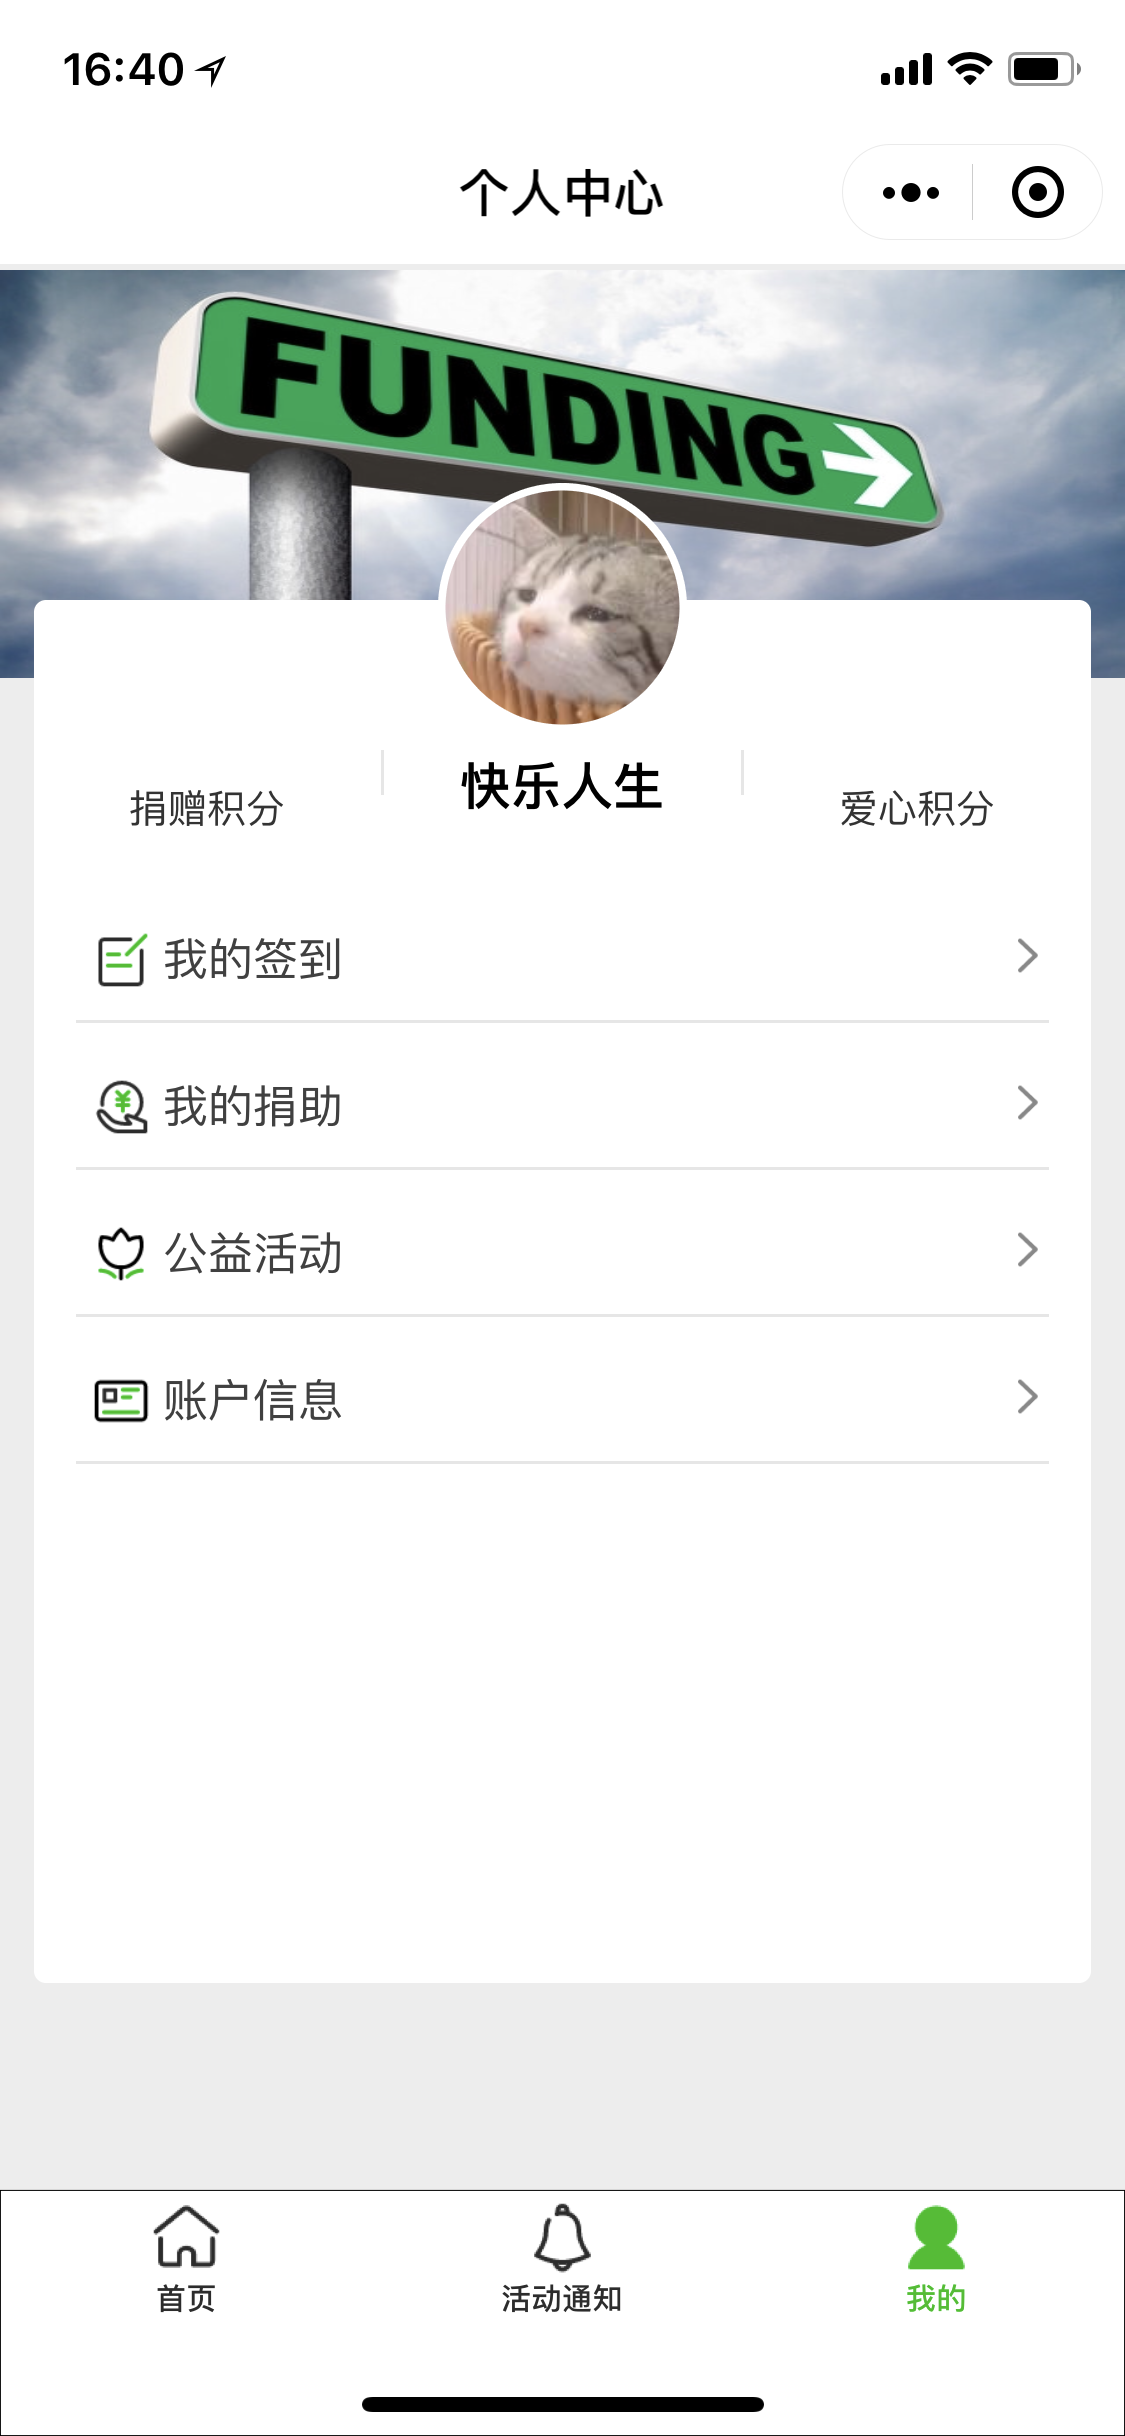 16:40
个人中心
FUNDING
捐赠积分
快乐人生
爱心积分
我的签到
我的捐助
公益活动
账户信息
首页
活动通知
我的